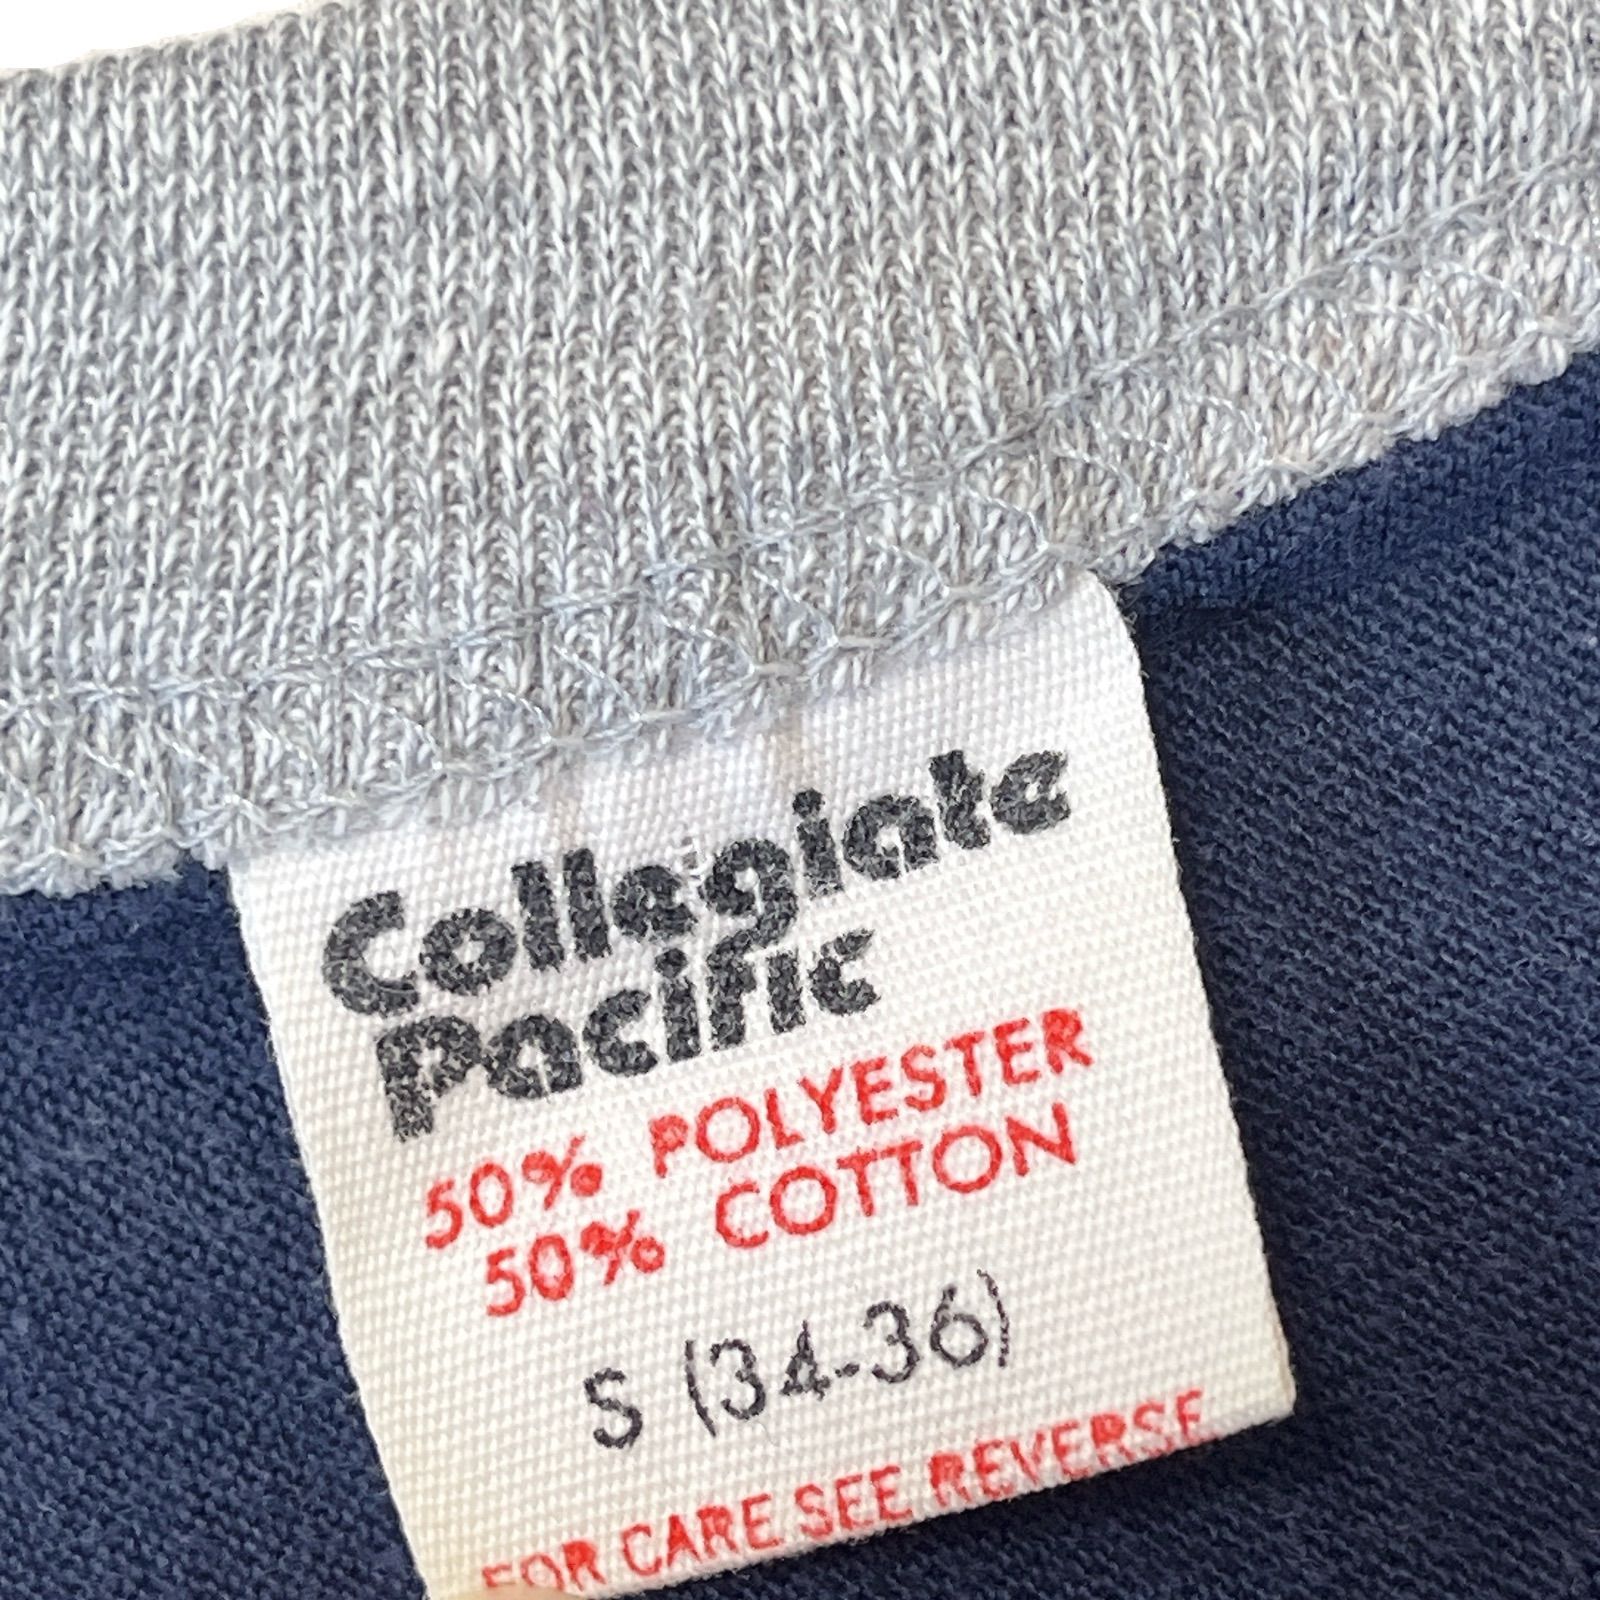 Collegiate
Pacific
50% POLYESTER
50% COTTON
S (34-36)
FOR CARE SEE REVERSE